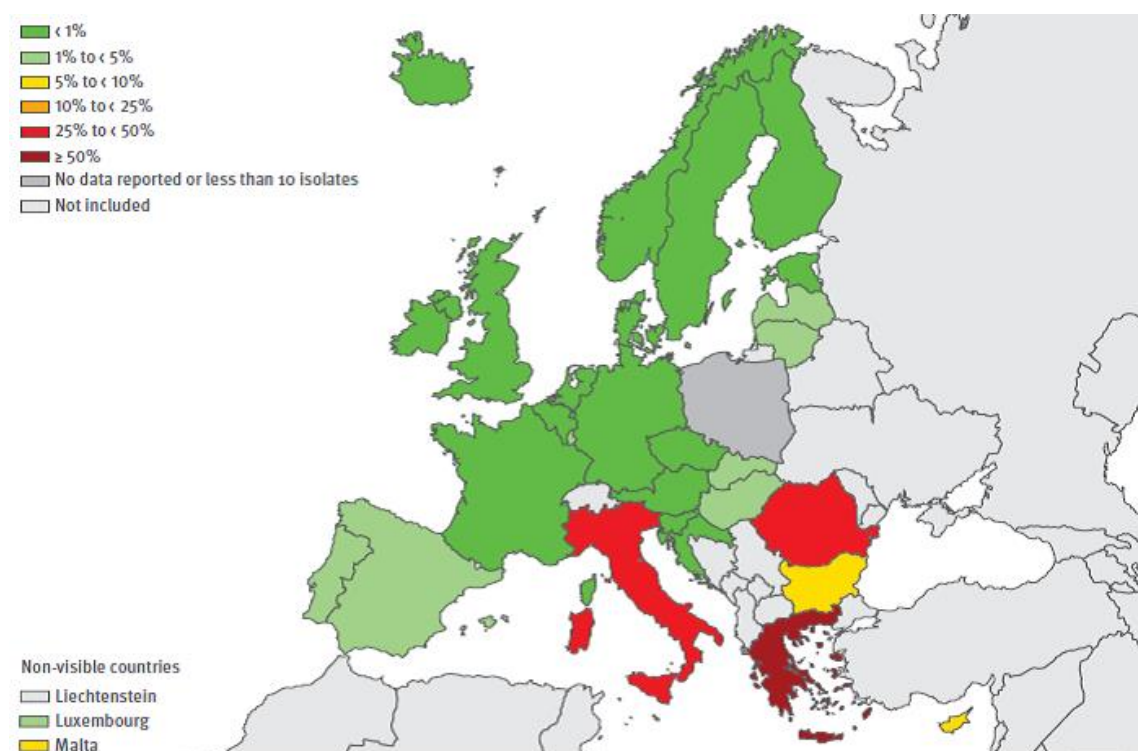 < 1%
1% to < 5%
5% to < 10%
10% to < 25%
25% to < 50%
≥ 50%
No data reported or less than 10 isolates
Not included
Non-visible countries
Liechtenstein
Luxembourg
Malta